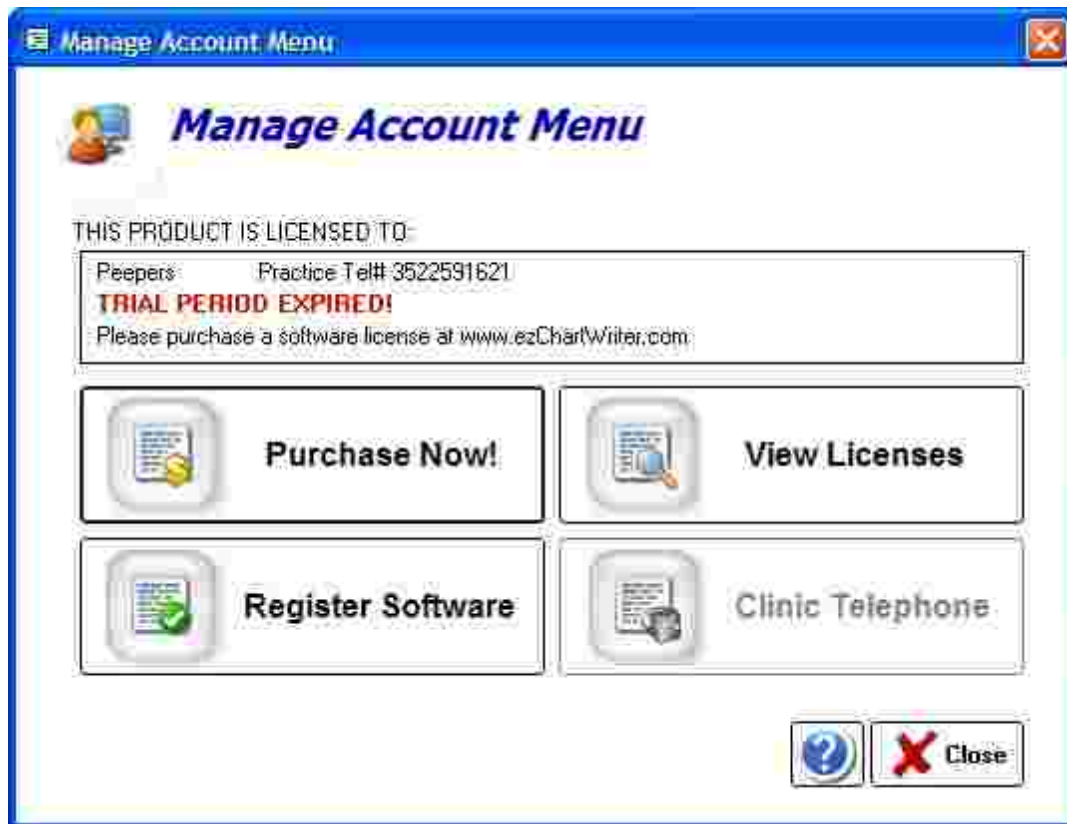 Manage Account Menu
Manage Account Menu
THIS PRODUCT IS LICENSED TO:
Peepers Practice Tel# 3522591621
TRIAL PERIOD EXPIRED!
Please purchase a software license at www.ezChartWriter.com
Purchase Now!
View Licenses
Register Software
Clinic Telephone
?
Close